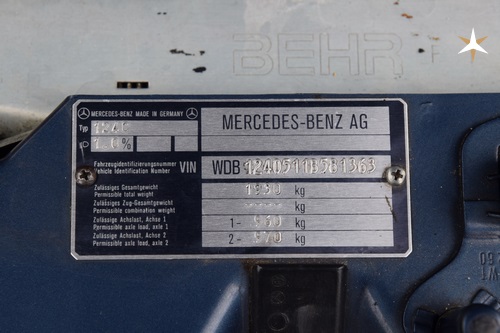 BEHR
MERCEDES-BENZ MADE IN GERMANY
Typ
%
MERCEDES-BENZ AG
Fahrzeugidentifizierungsnummer
Vehicle Identification Number
VIN WDB 1240511B581363
Zulässiges Gesamtgewicht
Permissible total weight
1950 kg
Zulässiges Zug-Gesamtgewicht
Permissible combination weight
---- kg
Zulässige Achslast, Achse 1
Permissible axle load, axle 1
1- kg
Zulässige Achslast, Achse 2
Permissible axle load, axle 2
2- 970 kg